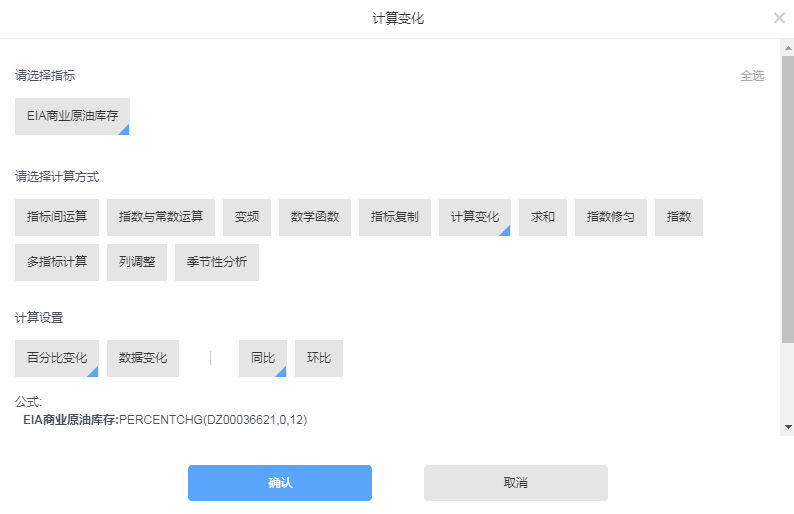 计算变化
请选择指标 全选
EIA商业原油库存
请选择计算方式
指标间运算 指数与常数运算 变频 数学函数 指标复制 计算变化 求和 指数修匀 指数
多指标计算 列调整 季节性分析
计算设置
百分比变化 数据变化 同比 环比
公式:
EIA商业原油库存:PERCENTCHG(DZ00036621,0,12)
确认 取消